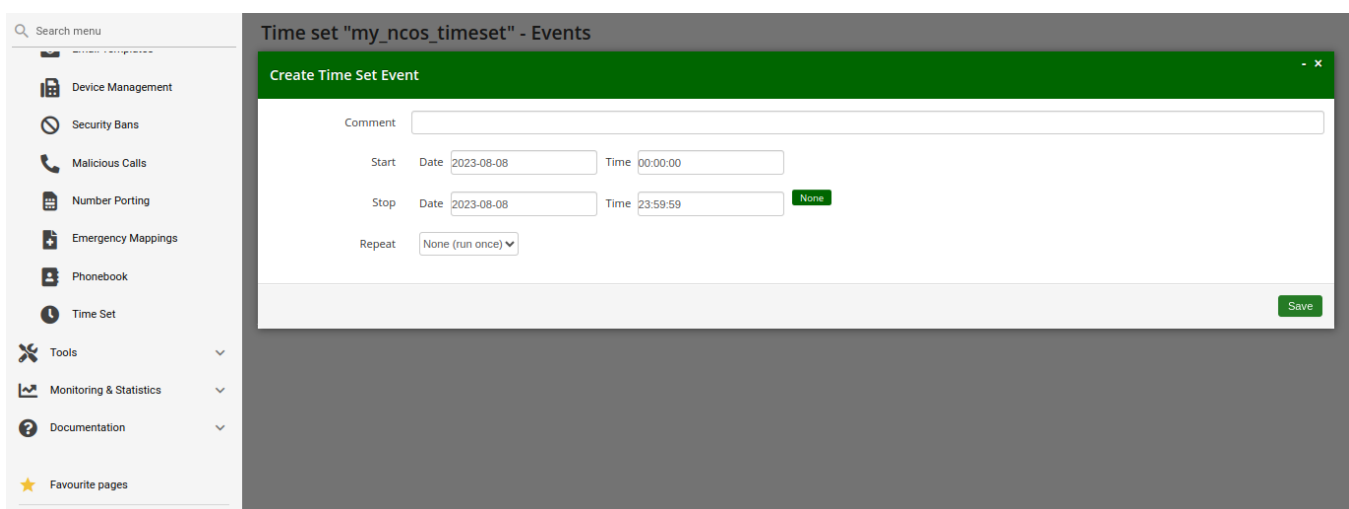 Search menu
Device Management
Security Bans
Malicious Calls
Number Porting
Emergency Mappings
Phonebook
Time Set
Tools
Monitoring & Statistics
Documentation
Favourite pages
Time set "my_ncos_timeset" - Events
Create Time Set Event
- ×
Comment
Start Date 2023-08-08 Time 00:00:00
Stop Date 2023-08-08 Time 23:59:59 None
Repeat None (run once)
Save